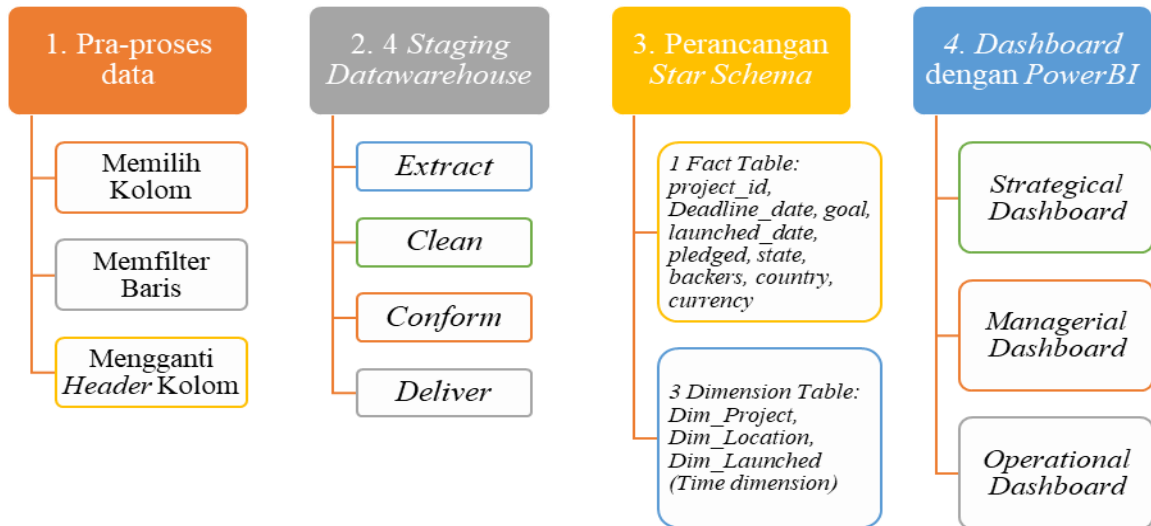 1. Pra-proses
data
Memilih
Kolom
Memfilter
Baris
Mengganti
Header Kolom
2. 4 Staging
Datawarehouse
Extract
Clean
Conform
Deliver
3. Perancangan
Star Schema
1 Fact Table:
project_id,
Deadline_date, goal,
launched_date,
pledged, state,
backers, country,
currency
3 Dimension Table:
Dim_Project,
Dim_Location,
Dim_Launched
(Time dimension)
4. Dashboard
dengan PowerBI
Strategical
Dashboard
Managerial
Dashboard
Operational
Dashboard